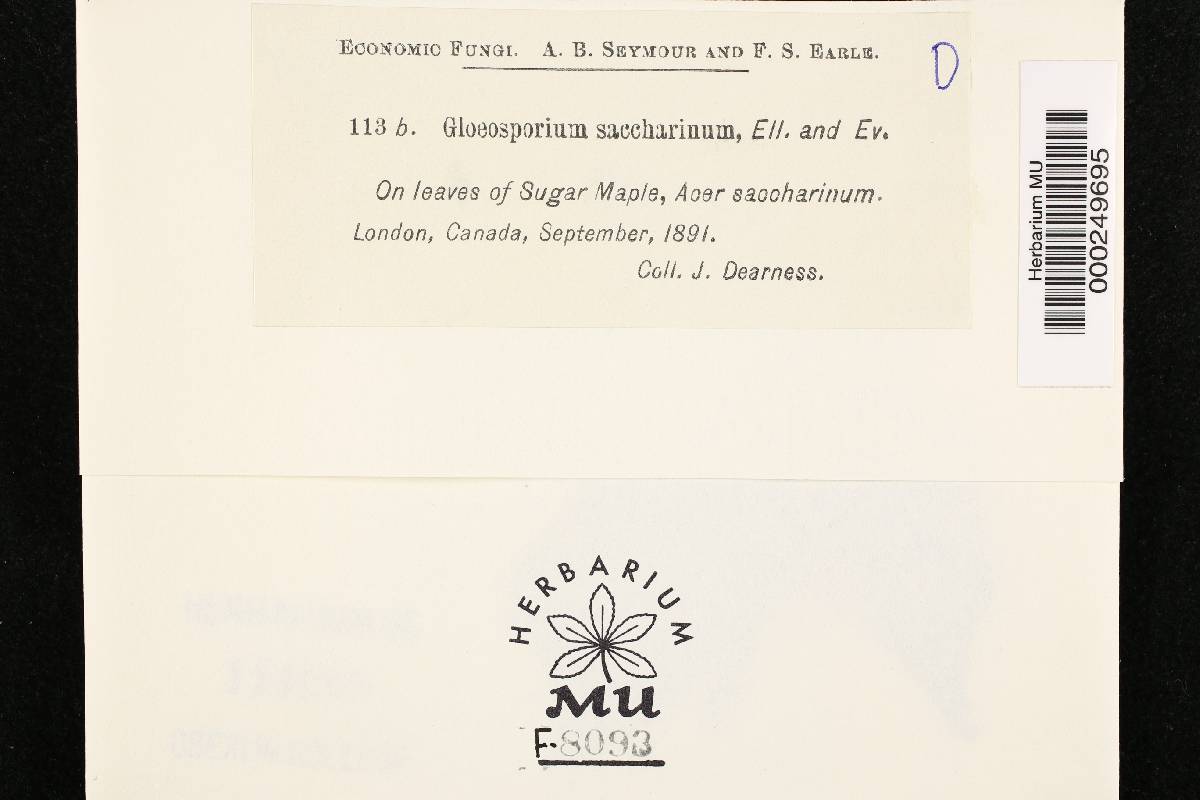 ECONOMIC FUNGI. A. B. SEYMOUR AND F. S. EARLE.
D
113 b. Gloeosporium saccharinum, Ell. and Ev.
On leaves of Sugar Maple, Acer saccharinum.
London, Canada, September, 1891.
Coll. J. Dearness.
Herbarium MU
000249695
HERBARIUM
MU
F-8093